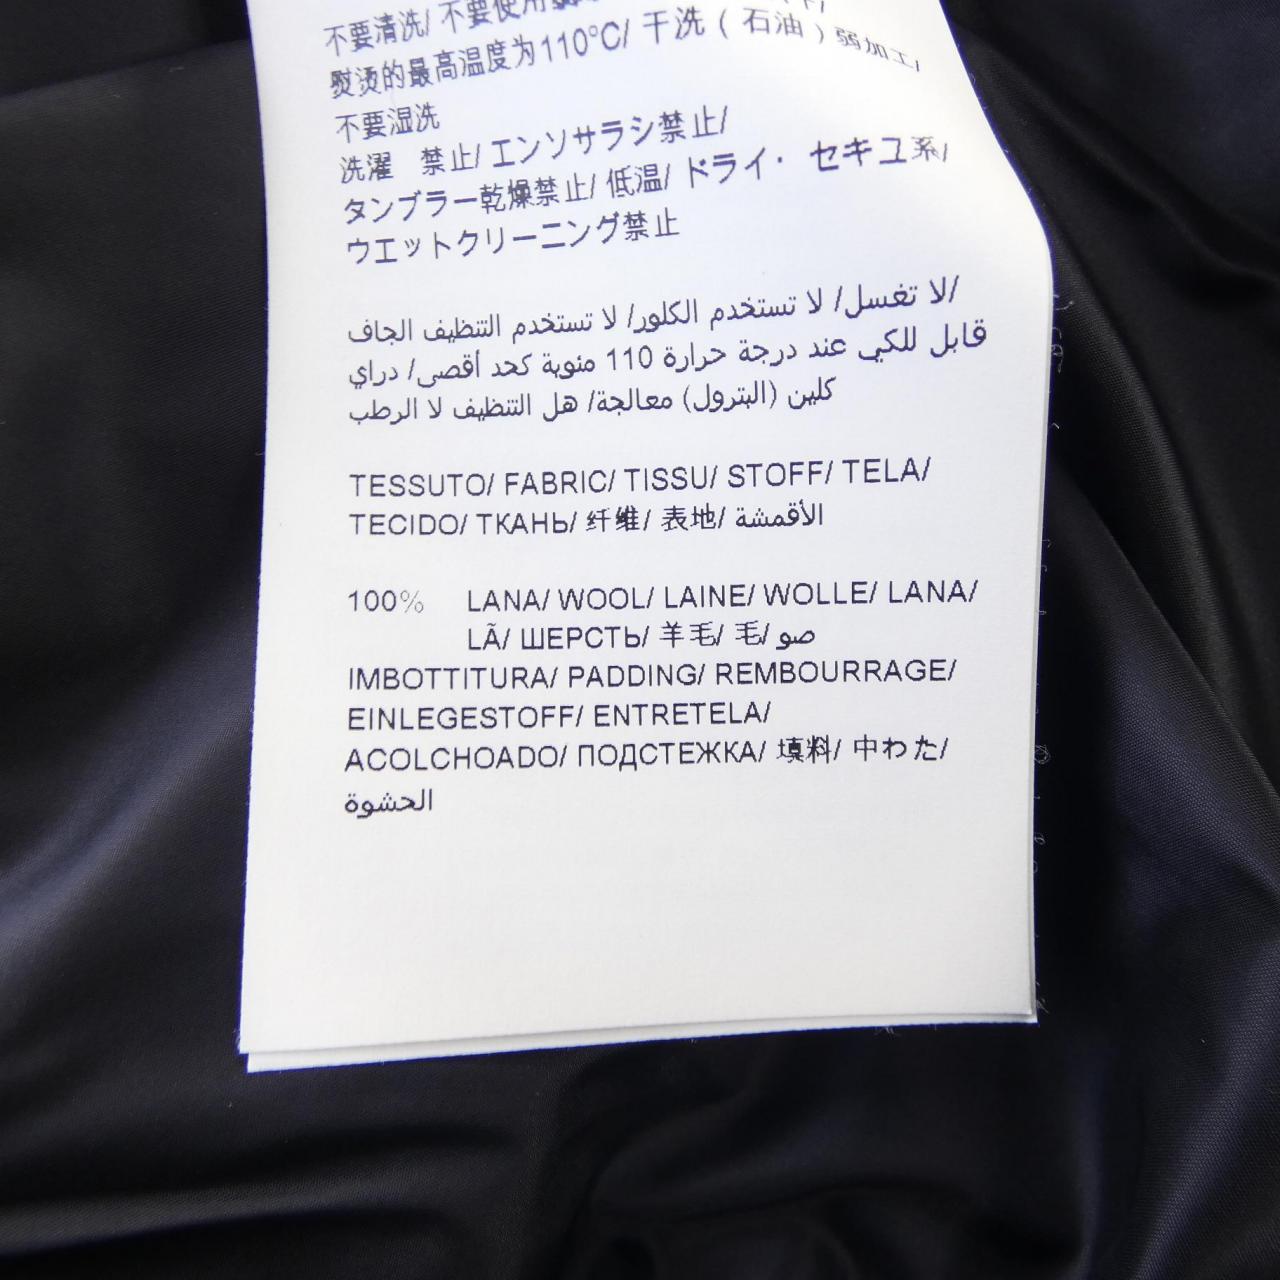 不要清洗/ 不要使用
熨烫的最高温度为110°C/ 干洗 ( 石油 ) 弱加工/
不要湿洗
洗濯 禁止/ エンソサラシ禁止/
タンブラー乾燥禁止/ 低温/ ドライ・ セキユ系/
ウエットクリーニング禁止
لا تغسل/ لا تستخدم الكلور/ لا تستخدم التنظيف الجاف/
قابل للكي عند درجة حرارة 110 مئوية كحد أقصى/ دراي
كلين (البترول) معالجة/ هل التنظيف لا الرطب
TESSUTO/ FABRIC/ TISSU/ STOFF/ TELA/
TECIDO/ ТКАНЬ/ 纤维/ 表地/ الأقمشة
100% LANA/ WOOL/ LAINE/ WOLLE/ LANA/
LÃ/ ШЕРСТЬ/ 羊毛/ 毛/ صو
IMBOTTITURA/ PADDING/ REMBOURRAGE/
EINLEGESTOFF/ ENTRETELA/
ACOLCHOADO/ ПОДСТЕЖКА/ 填料/ 中わた/
الحشوة